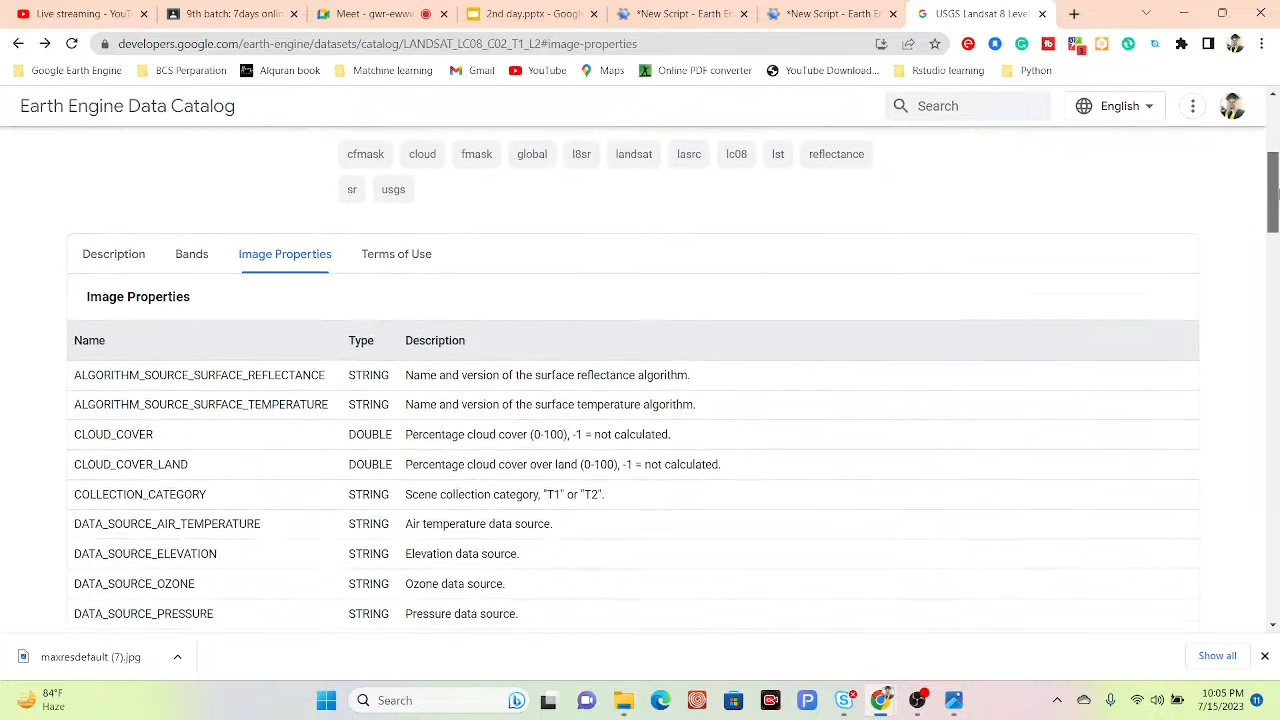 Live streaming - YouT
9th batch: 7days onlin
Meet - gwr-eww
2nd day.pptx - Google
*New Script - Earth En
*New Script - Earth En
USGS Landsat 8 Level
developers.google.com/earth-engine/datasets/catalog/LANDSAT_LC08_C02_T1_L2#image-properties
Google Earth Engine
BCS Perparation
Alquran book
Matchine learning
Gmail
YouTube
Maps
Online PDF converter
YouTube Download...
Rstudio learning
Python
Earth Engine Data Catalog
Search
English
cfmask cloud fmask global l8sr landsat lasrc lc08 lst reflectance
sr usgs
Description Bands Image Properties Terms of Use
Image Properties
Name Type Description
ALGORITHM_SOURCE_SURFACE_REFLECTANCE STRING Name and version of the surface reflectance algorithm.
ALGORITHM_SOURCE_SURFACE_TEMPERATURE STRING Name and version of the surface temperature algorithm.
CLOUD_COVER DOUBLE Percentage cloud cover (0-100), -1 = not calculated.
CLOUD_COVER_LAND DOUBLE Percentage cloud cover over land (0-100), -1 = not calculated.
COLLECTION_CATEGORY STRING Scene collection category, "T1" or "T2".
DATA_SOURCE_AIR_TEMPERATURE STRING Air temperature data source.
DATA_SOURCE_ELEVATION STRING Elevation data source.
DATA_SOURCE_OZONE STRING Ozone data source.
DATA_SOURCE_PRESSURE STRING Pressure data source.
maxresdefault (7).jpg
Show all
84°F
Haze
Search
10:05 PM
7/15/2023